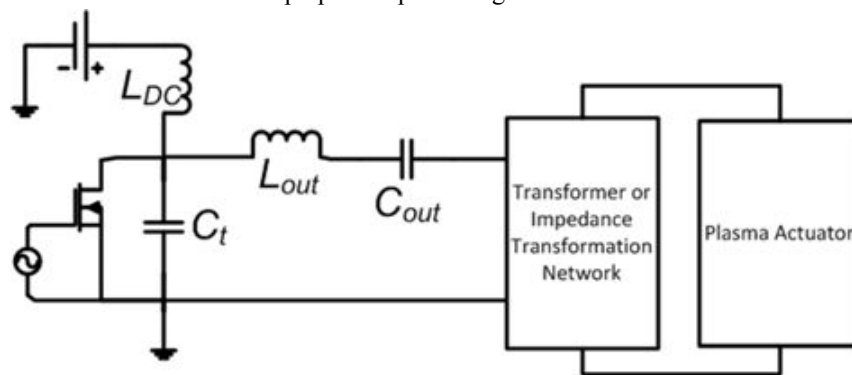 - +
L_DC
L_out
C_out
C_t
Transformer or
Impedance
Transformation
Network
Plasma Actuator